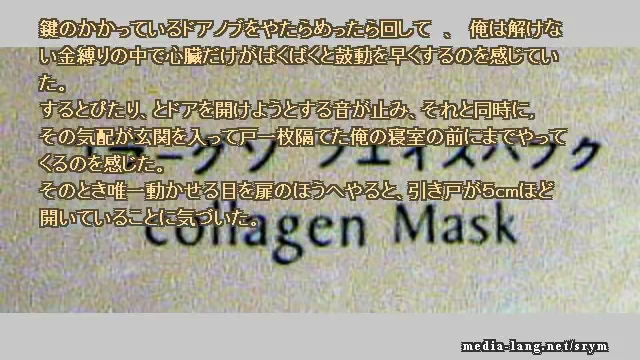 鍵のかかっているドアノブをやたらめったら回して　、　俺は解けな
い金縛りの中で心臓だけがばくばくと鼓動を早くするのを感じてい
た。
するとぴたり、とドアを開けようとする音が止み、それと同時に,
その気配が玄関を入って戸一枚隔てた俺の寝室の前にまでやって
くるのを感じた。
コラーゲン フェイスパック
そのとき唯一動かせる目を扉のほうへやると、引き戸が5cmほど
開いていることに気づいた。
collagen Mask
media-lang.net/srym